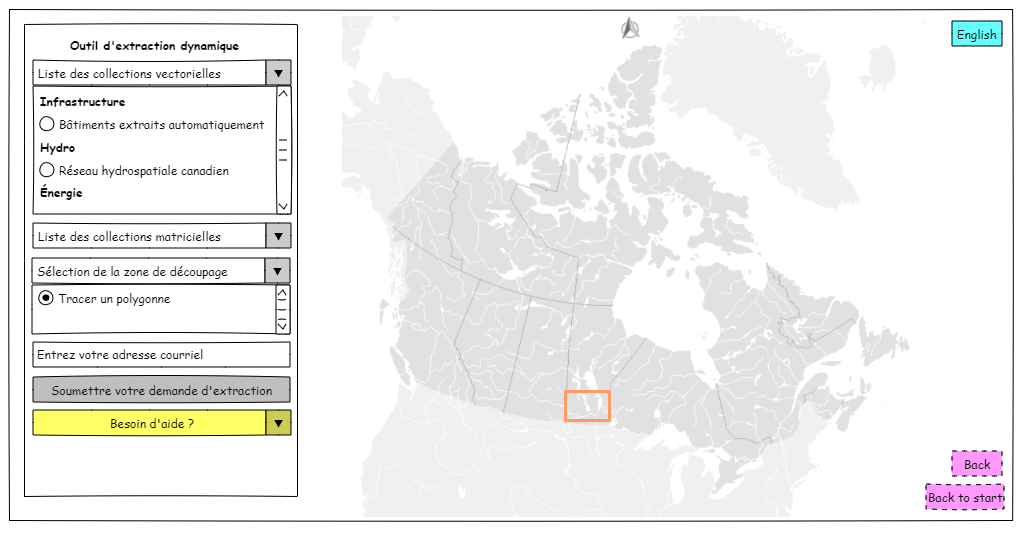 Outil d'extraction dynamique
Liste des collections vectorielles
Infrastructure
Bâtiments extraits automatiquement
Hydro
Réseau hydrospatiale canadien
Énergie
Liste des collections matricielles
Sélection de la zone de découpage
Tracer un polygonne
Entrez votre adresse courriel
Soumettre votre demande d'extraction
Besoin d'aide ?
English
Back
Back to start